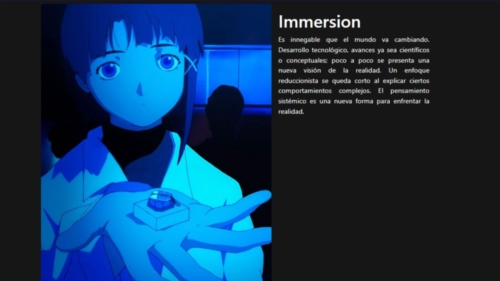 Immersion
Es innegable que el mundo va cambiando.
Desarrollo tecnológico, avances ya sea científicos
o conceptuales; poco a poco se presenta una
nueva visión de la realidad. Un enfoque
reduccionista se queda corto al explicar ciertos
comportamientos complejos. El pensamiento
sistémico es una nueva forma para enfrentar la
realidad.